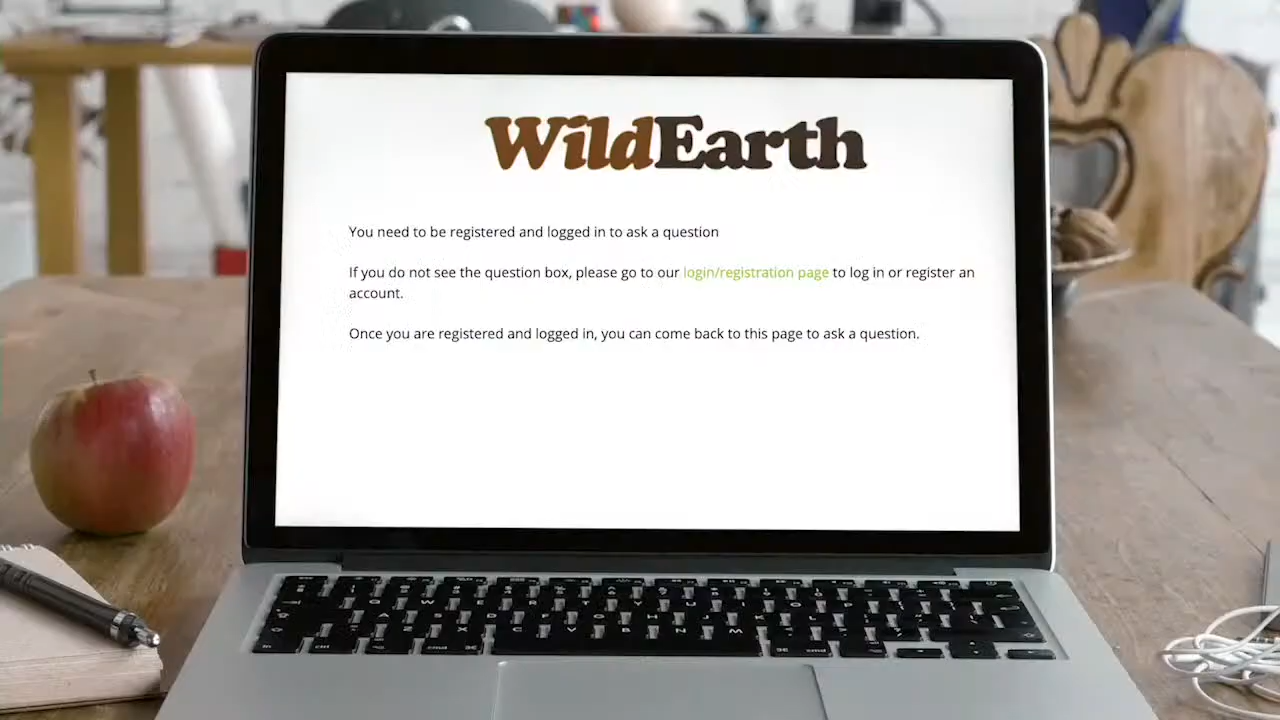 WildEarth
You need to be registered and logged in to ask a question
If you do not see the question box, please go to our login/registration page to log in or register an
account.
Once you are registered and logged in, you can come back to this page to ask a question.